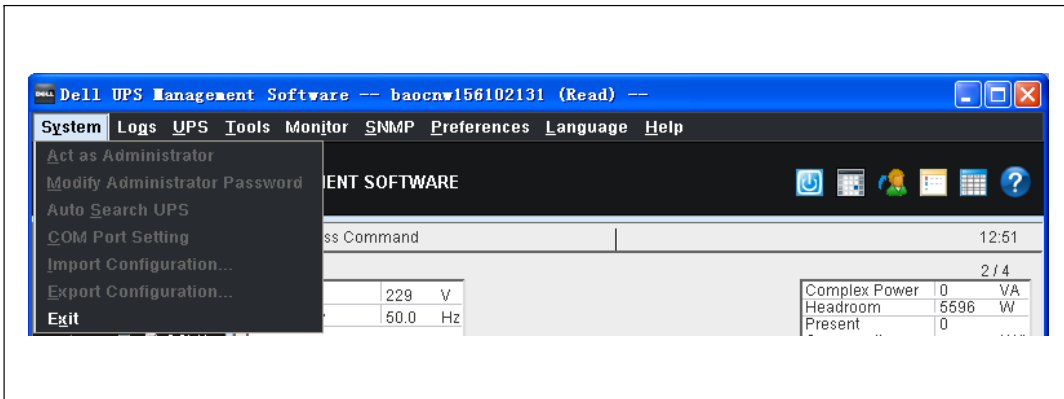 DELL Dell UPS Management Software -- baocnw156102131 (Read) --
System Logs UPS Tools Monitor SNMP Preferences Language Help
Act as Administrator
Modify Administrator Password
Auto Search UPS
COM Port Setting
Import Configuration...
Export Configuration...
Exit
MENT SOFTWARE
ss Command
12:51
2 / 4
229 V
50.0 Hz
Complex Power 0 VA
Headroom 5596 W
Present 0